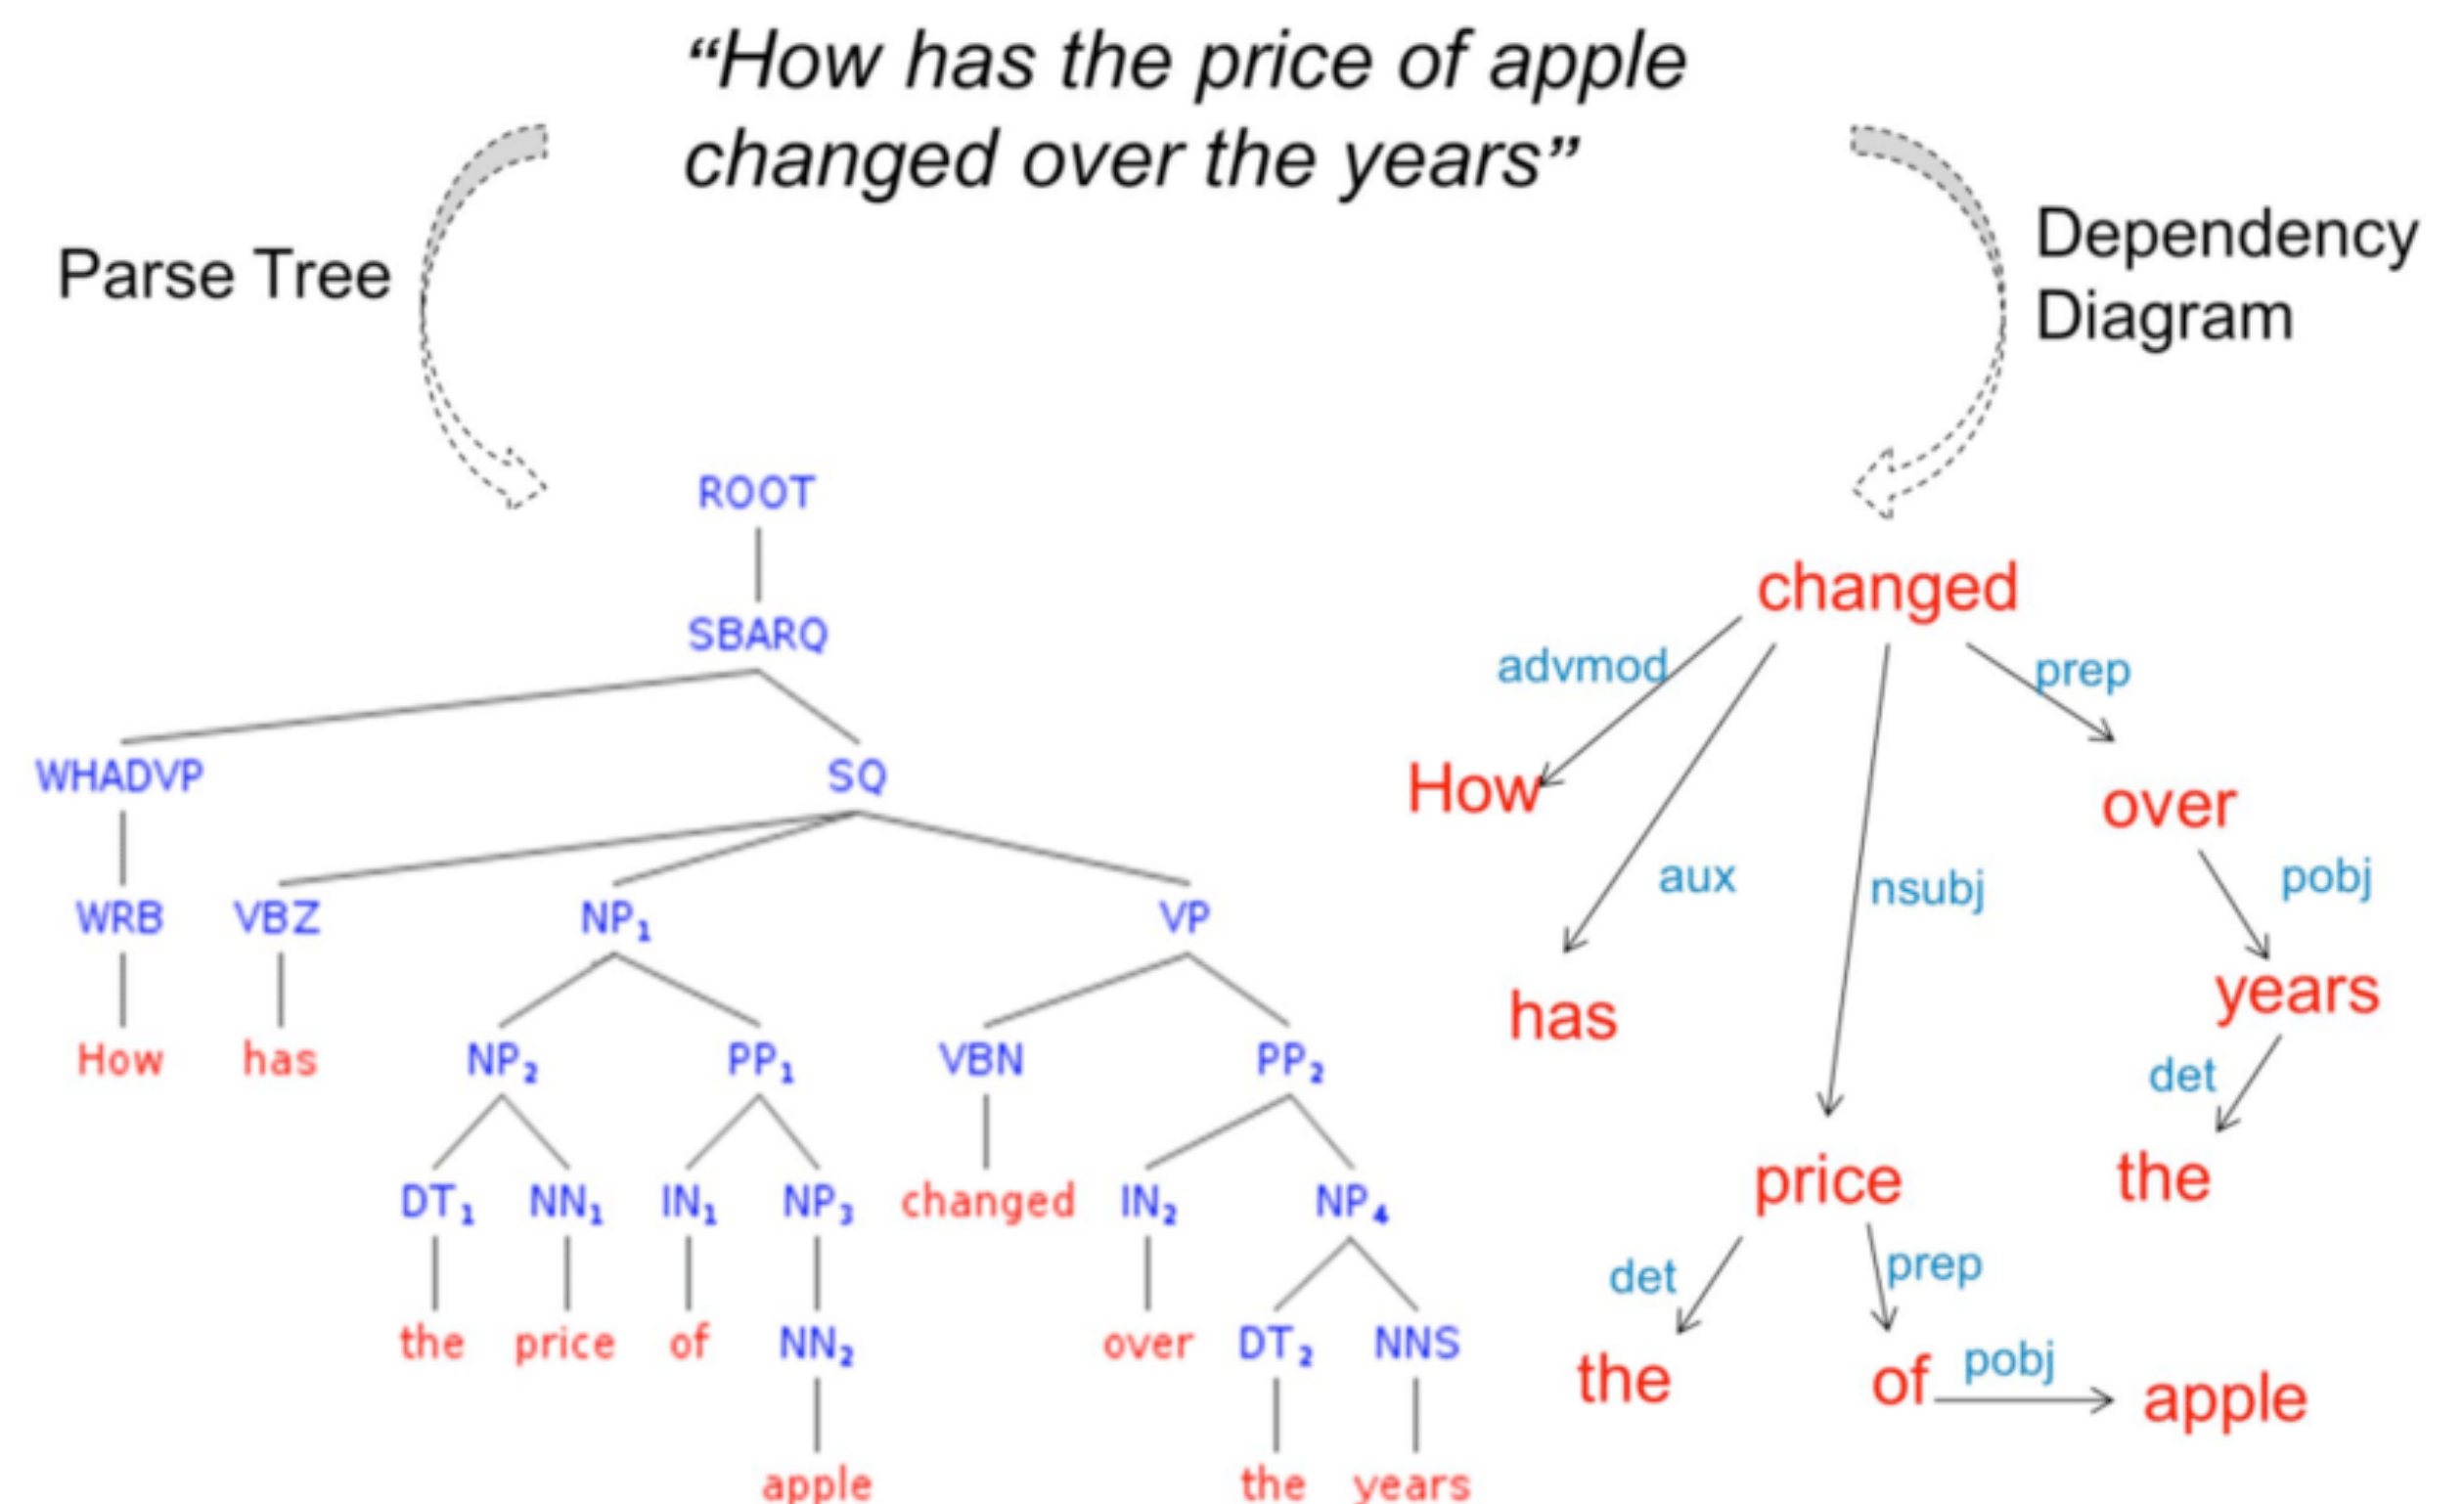 “How has the price of apple
changed over the years”
Parse Tree
Dependency
Diagram
ROOT
SBARQ
WHADVP SQ
WRB VBZ NP₁ VP
How has NP₂ PP₁ VBN PP₂
DT₁ NN₁ IN₁ NP₃ changed IN₂ NP₄
the price of NN₂ over DT₂ NNS
apple the years
changed
advmod prep
How over
aux nsubj pobj
has years
det
price the
det prep
the of pobj apple